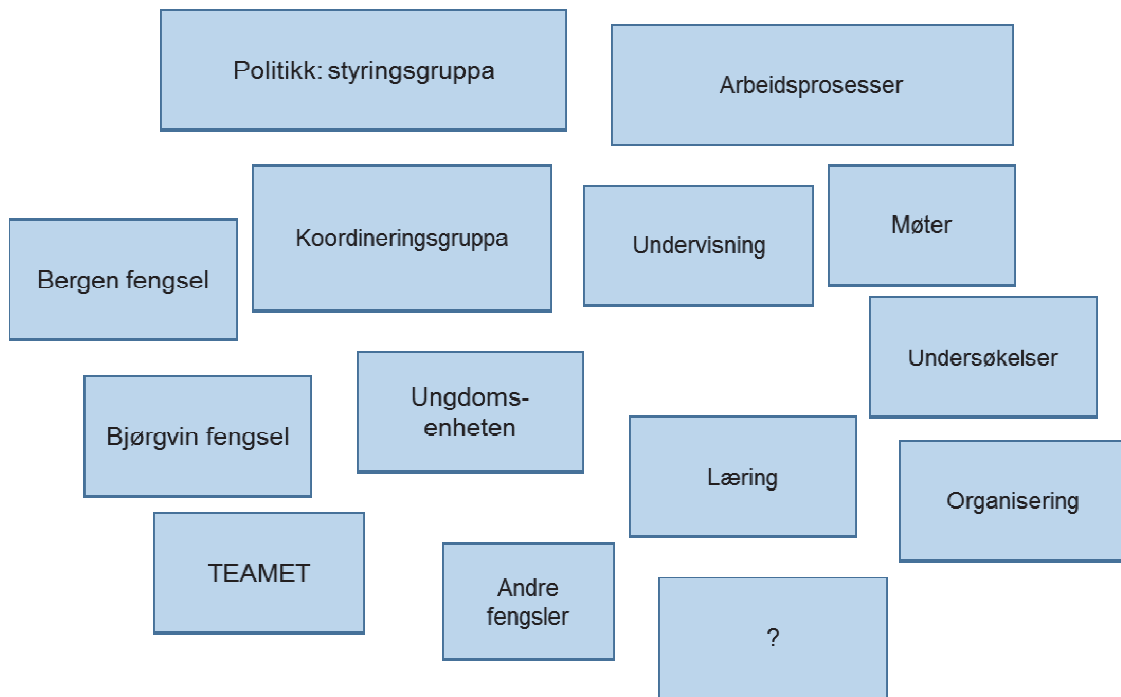 Politikk: styringsgruppa
Arbeidsprosesser
Koordineringsgruppa
Undervisning
Møter
Bergen fengsel
Undersøkelser
Ungdoms-
enheten
Bjørgvin fengsel
Læring
Organisering
TEAMET
Andre
fengsler
?